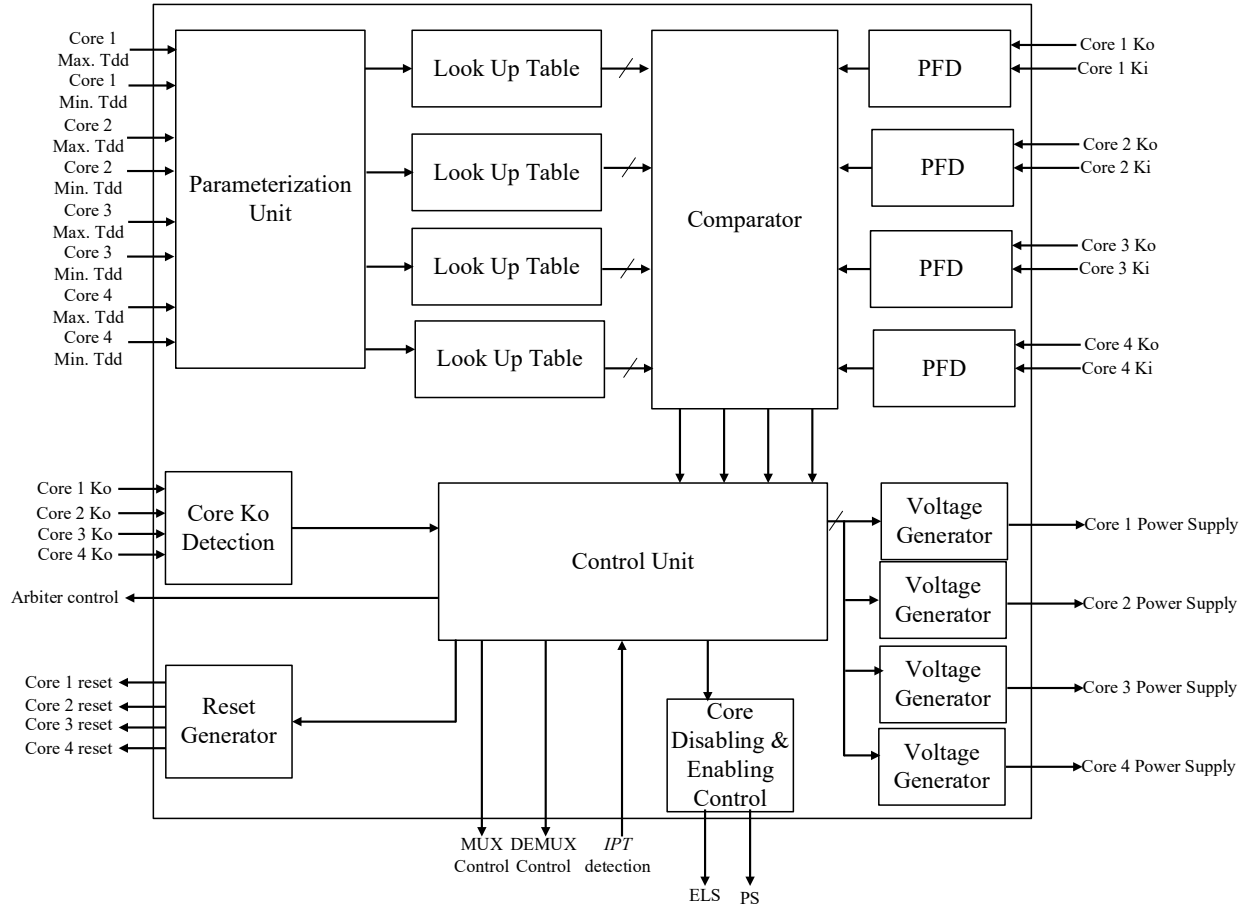 Core 1
Max. Tdd
Core 1
Min. Tdd
Core 2
Max. Tdd
Core 2
Min. Tdd
Core 3
Max. Tdd
Core 3
Min. Tdd
Core 4
Max. Tdd
Core 4
Min. Tdd
Parameterization
Unit
Look Up Table
Look Up Table
Look Up Table
Look Up Table
Comparator
PFD
PFD
PFD
PFD
Core 1 Ko
Core 1 Ki
Core 2 Ko
Core 2 Ki
Core 3 Ko
Core 3 Ki
Core 4 Ko
Core 4 Ki
Core 1 Ko
Core 2 Ko
Core 3 Ko
Core 4 Ko
Core Ko
Detection
Control Unit
Voltage
Generator
Voltage
Generator
Voltage
Generator
Voltage
Generator
Core 1 Power Supply
Core 2 Power Supply
Core 3 Power Supply
Core 4 Power Supply
Arbiter control
Core 1 reset
Core 2 reset
Core 3 reset
Core 4 reset
Reset
Generator
Core
Disabling &
Enabling
Control
MUX
Control
DEMUX
Control
IPT
detection
ELS
PS